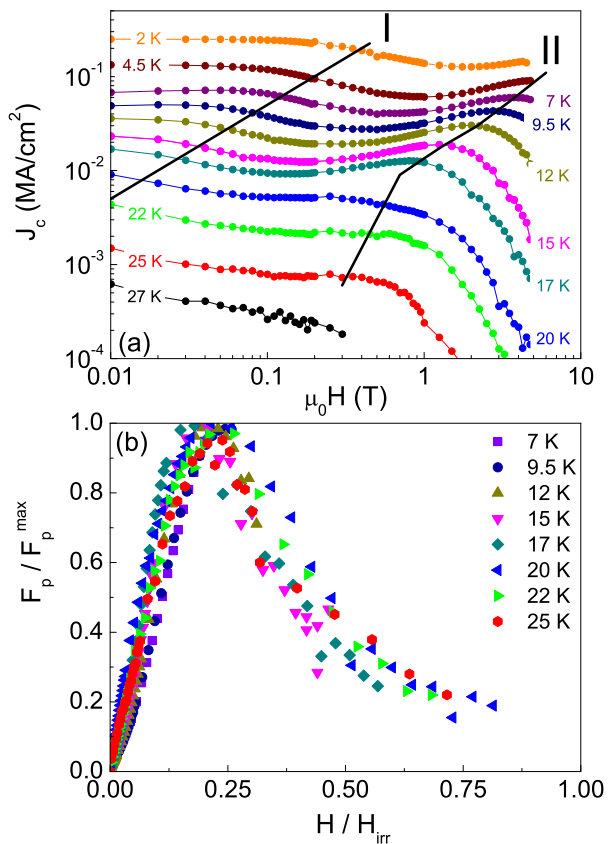 I
II
2 K
4.5 K
7 K
9.5 K
12 K
15 K
17 K
20 K
22 K
25 K
27 K
10⁻¹
10⁻²
10⁻³
10⁻⁴
J_c (MA/cm²)
(a)
0.01 0.1 1 10
μ₀H (T)
(b)
7 K
9.5 K
12 K
15 K
17 K
20 K
22 K
25 K
1.0
0.8
0.6
0.4
0.2
0.0
F_p / F_p^max
0.00 0.25 0.50 0.75 1.00
H / H_irr